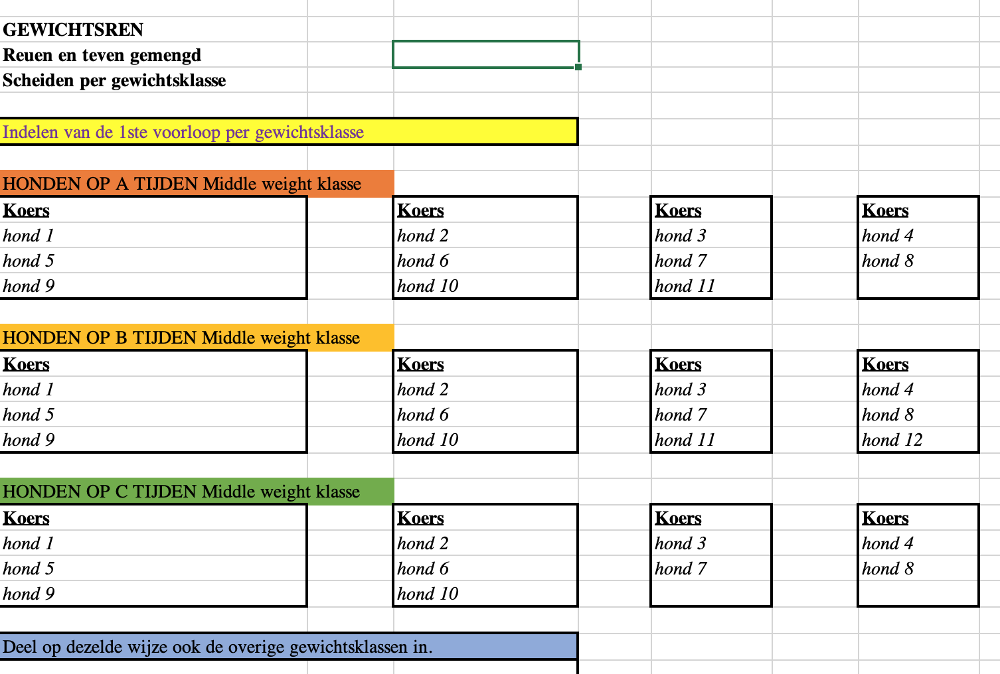 GEWICHTSREN
Reuen en teven gemengd
Scheiden per gewichtsklasse
Indelen van de 1ste voorloop per gewichtsklasse
HONDEN OP A TIJDEN Middle weight klasse
Koers Koers Koers Koers
hond 1 hond 2 hond 3 hond 4
hond 5 hond 6 hond 7 hond 8
hond 9 hond 10 hond 11
HONDEN OP B TIJDEN Middle weight klasse
Koers Koers Koers Koers
hond 1 hond 2 hond 3 hond 4
hond 5 hond 6 hond 7 hond 8
hond 9 hond 10 hond 11 hond 12
HONDEN OP C TIJDEN Middle weight klasse
Koers Koers Koers Koers
hond 1 hond 2 hond 3 hond 4
hond 5 hond 6 hond 7 hond 8
hond 9 hond 10
Deel op dezelde wijze ook de overige gewichtsklassen in.